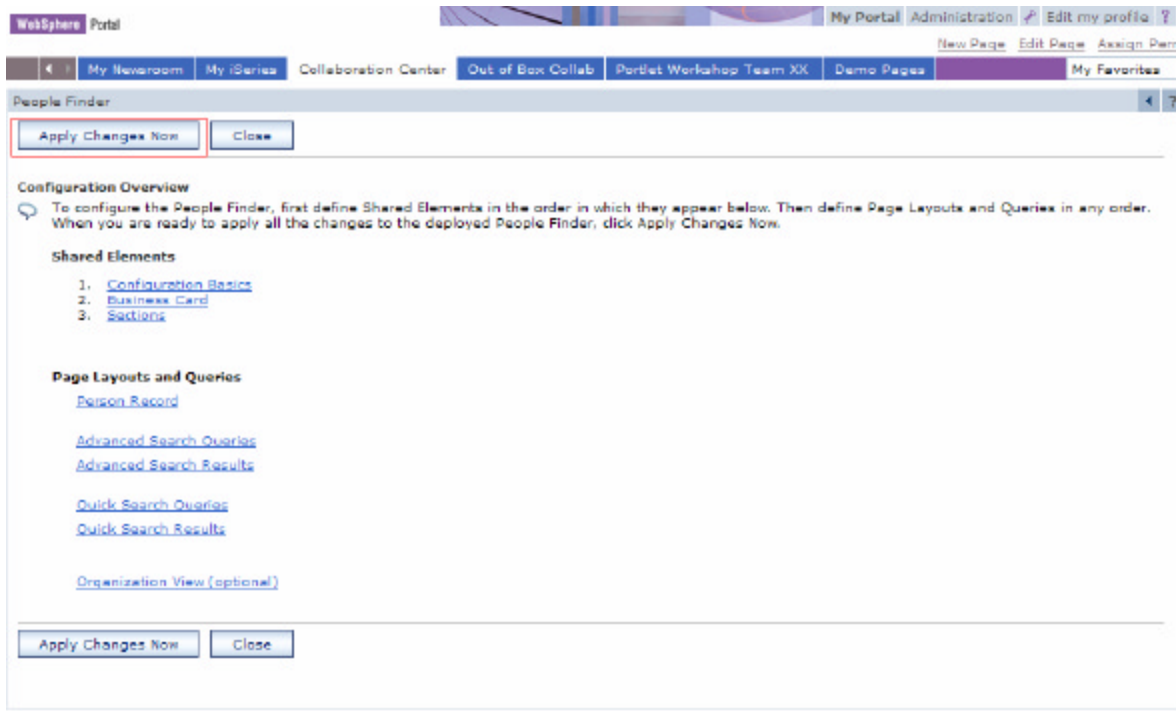 WebSphere Portal
My Portal Administration Edit my profile ?
New Page Edit Page Assign Perm
My Newsroom My iSeries Collaboration Center Out of Box Collab Portlet Workshop Team XX Demo Pages My Favorites
People Finder ?
Apply Changes Now Close
Configuration Overview
To configure the People Finder, first define Shared Elements in the order in which they appear below. Then define Page Layouts and Queries in any order.
When you are ready to apply all the changes to the deployed People Finder, click Apply Changes Now.
Shared Elements
1. Configuration Basics
2. Business Card
3. Sections
Page Layouts and Queries
Person Record
Advanced Search Queries
Advanced Search Results
Quick Search Queries
Quick Search Results
Organization View (optional)
Apply Changes Now Close